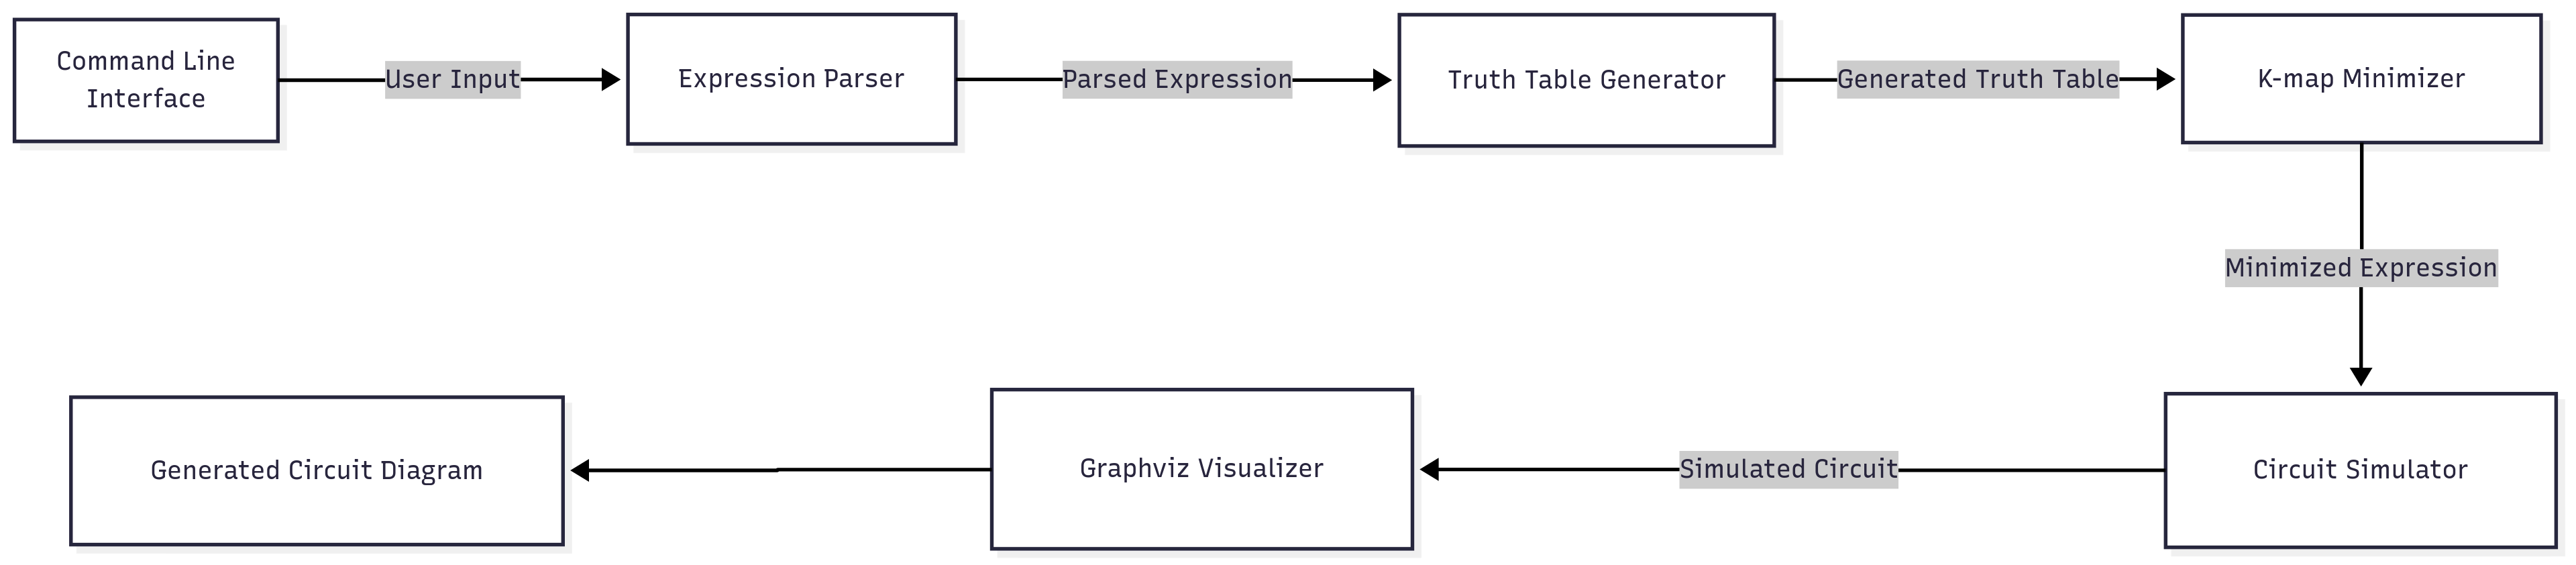 Command Line
Interface
User Input
Expression Parser
Parsed Expression
Truth Table Generator
Generated Truth Table
K-map Minimizer
Minimized Expression
Circuit Simulator
Simulated Circuit
Graphviz Visualizer
Generated Circuit Diagram